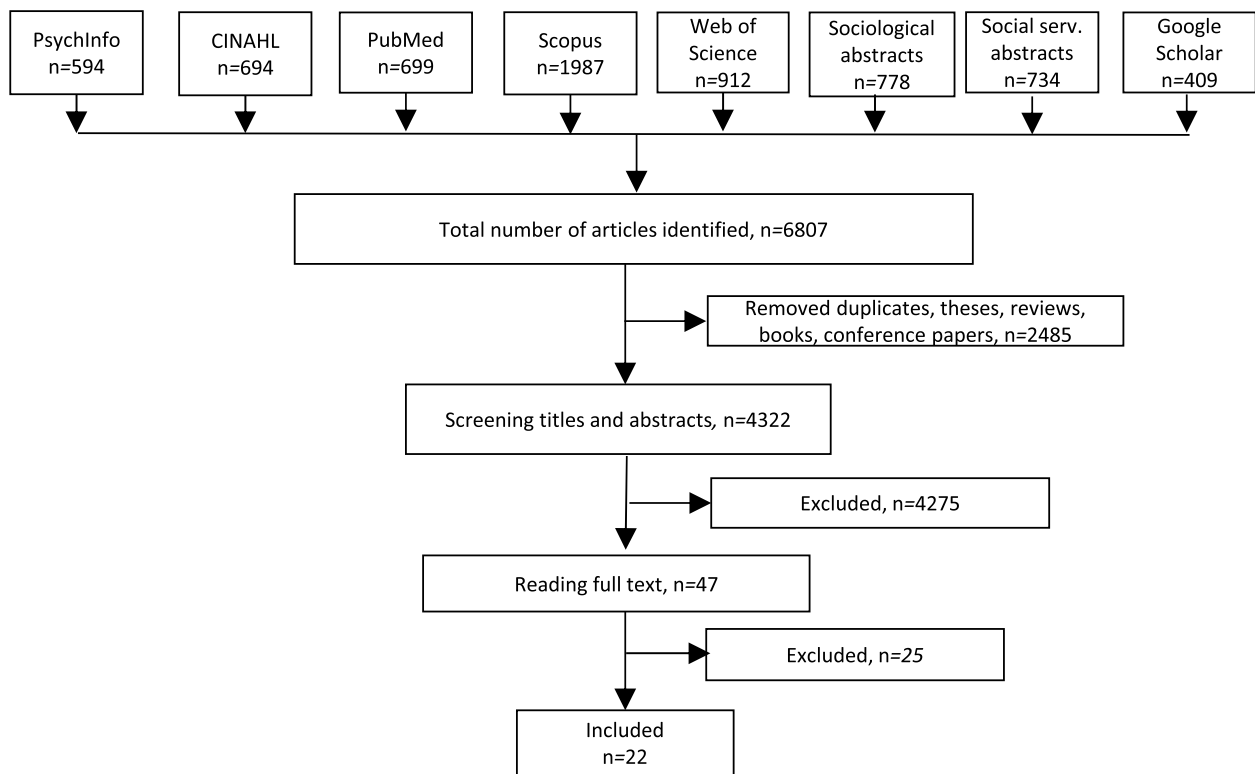 PsychInfo
n=594
CINAHL
n=694
PubMed
n=699
Scopus
n=1987
Web of
Science
n=912
Sociological
abstracts
n=778
Social serv.
abstracts
n=734
Google
Scholar
n=409
Total number of articles identified, n=6807
Removed duplicates, theses, reviews,
books, conference papers, n=2485
Screening titles and abstracts, n=4322
Excluded, n=4275
Reading full text, n=47
Excluded, n=25
Included
n=22